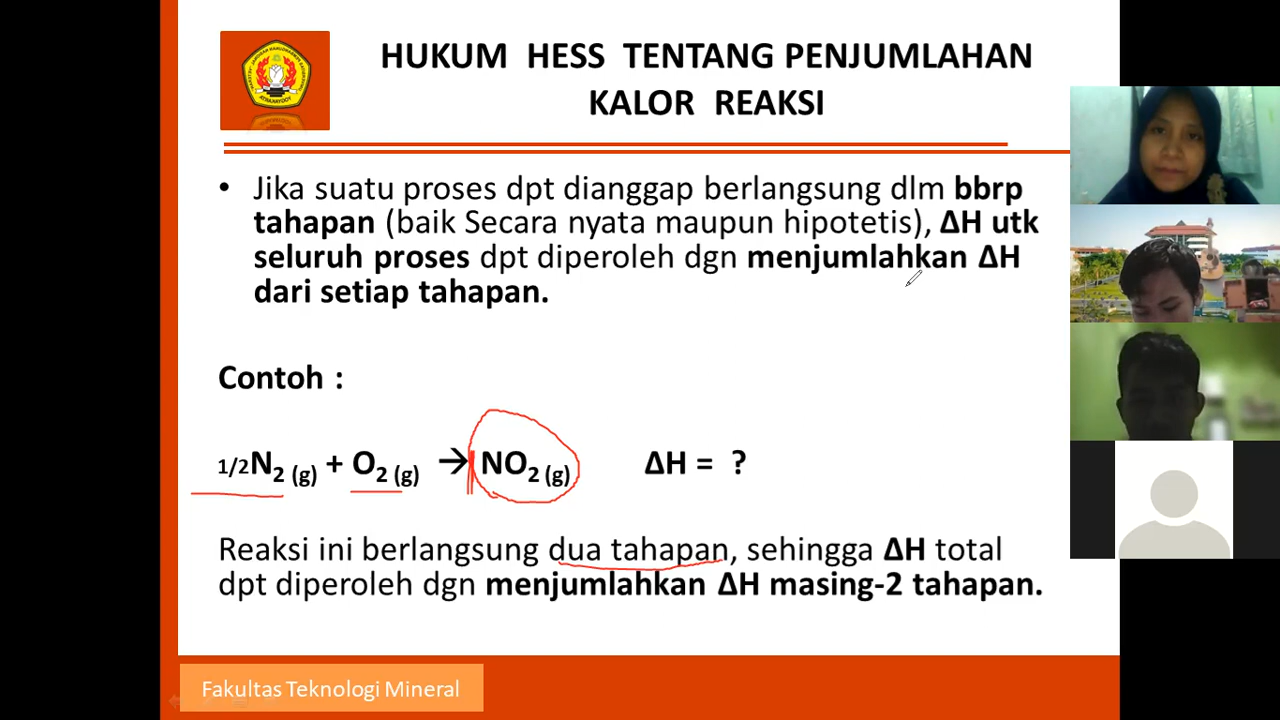 HUKUM HESS TENTANG PENJUMLAHAN
KALOR REAKSI
• Jika suatu proses dpt dianggap berlangsung dlm bbrp
tahapan (baik Secara nyata maupun hipotetis), ΔH utk
seluruh proses dpt diperoleh dgn menjumlahkan ΔH
dari setiap tahapan.
Contoh :
1/2N₂ (g) + O₂ (g) → NO₂ (g) ΔH = ?
Reaksi ini berlangsung dua tahapan, sehingga ΔH total
dpt diperoleh dgn menjumlahkan ΔH masing-2 tahapan.
Fakultas Teknologi Mineral